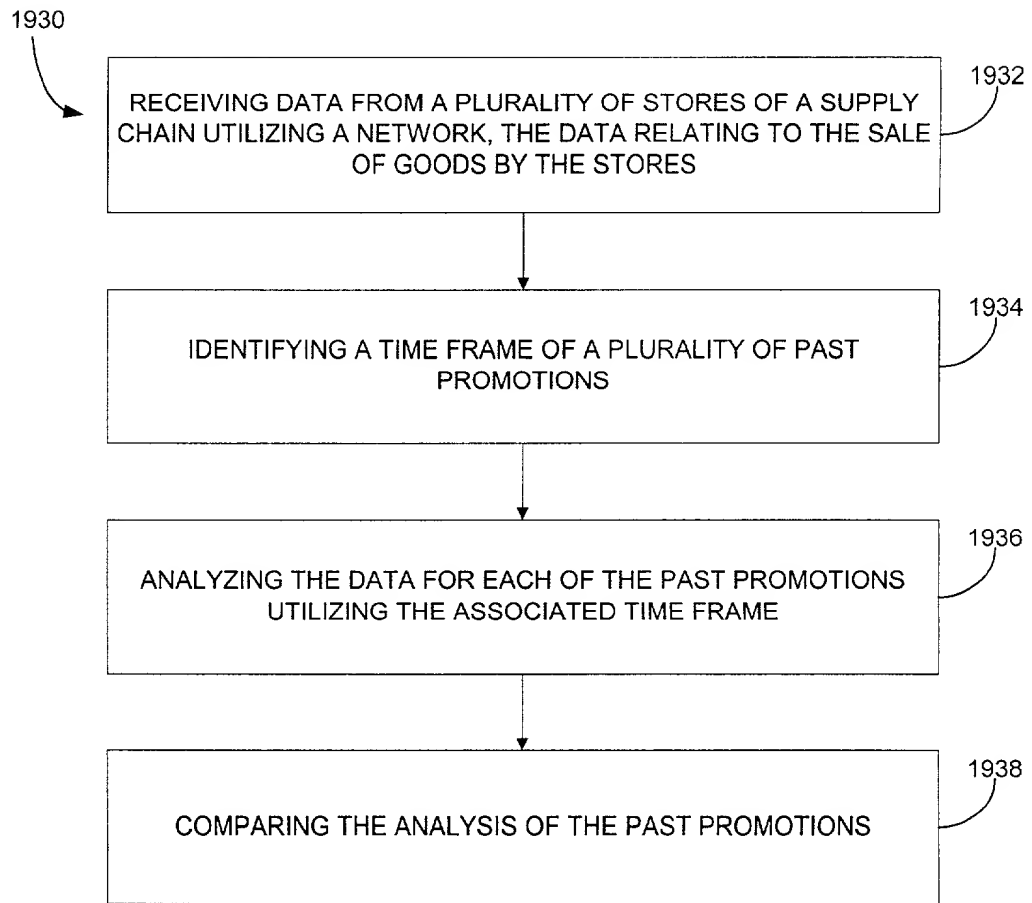 1930
1932
RECEIVING DATA FROM A PLURALITY OF STORES OF A SUPPLY
CHAIN UTILIZING A NETWORK, THE DATA RELATING TO THE SALE
OF GOODS BY THE STORES
1934
IDENTIFYING A TIME FRAME OF A PLURALITY OF PAST
PROMOTIONS
1936
ANALYZING THE DATA FOR EACH OF THE PAST PROMOTIONS
UTILIZING THE ASSOCIATED TIME FRAME
1938
COMPARING THE ANALYSIS OF THE PAST PROMOTIONS